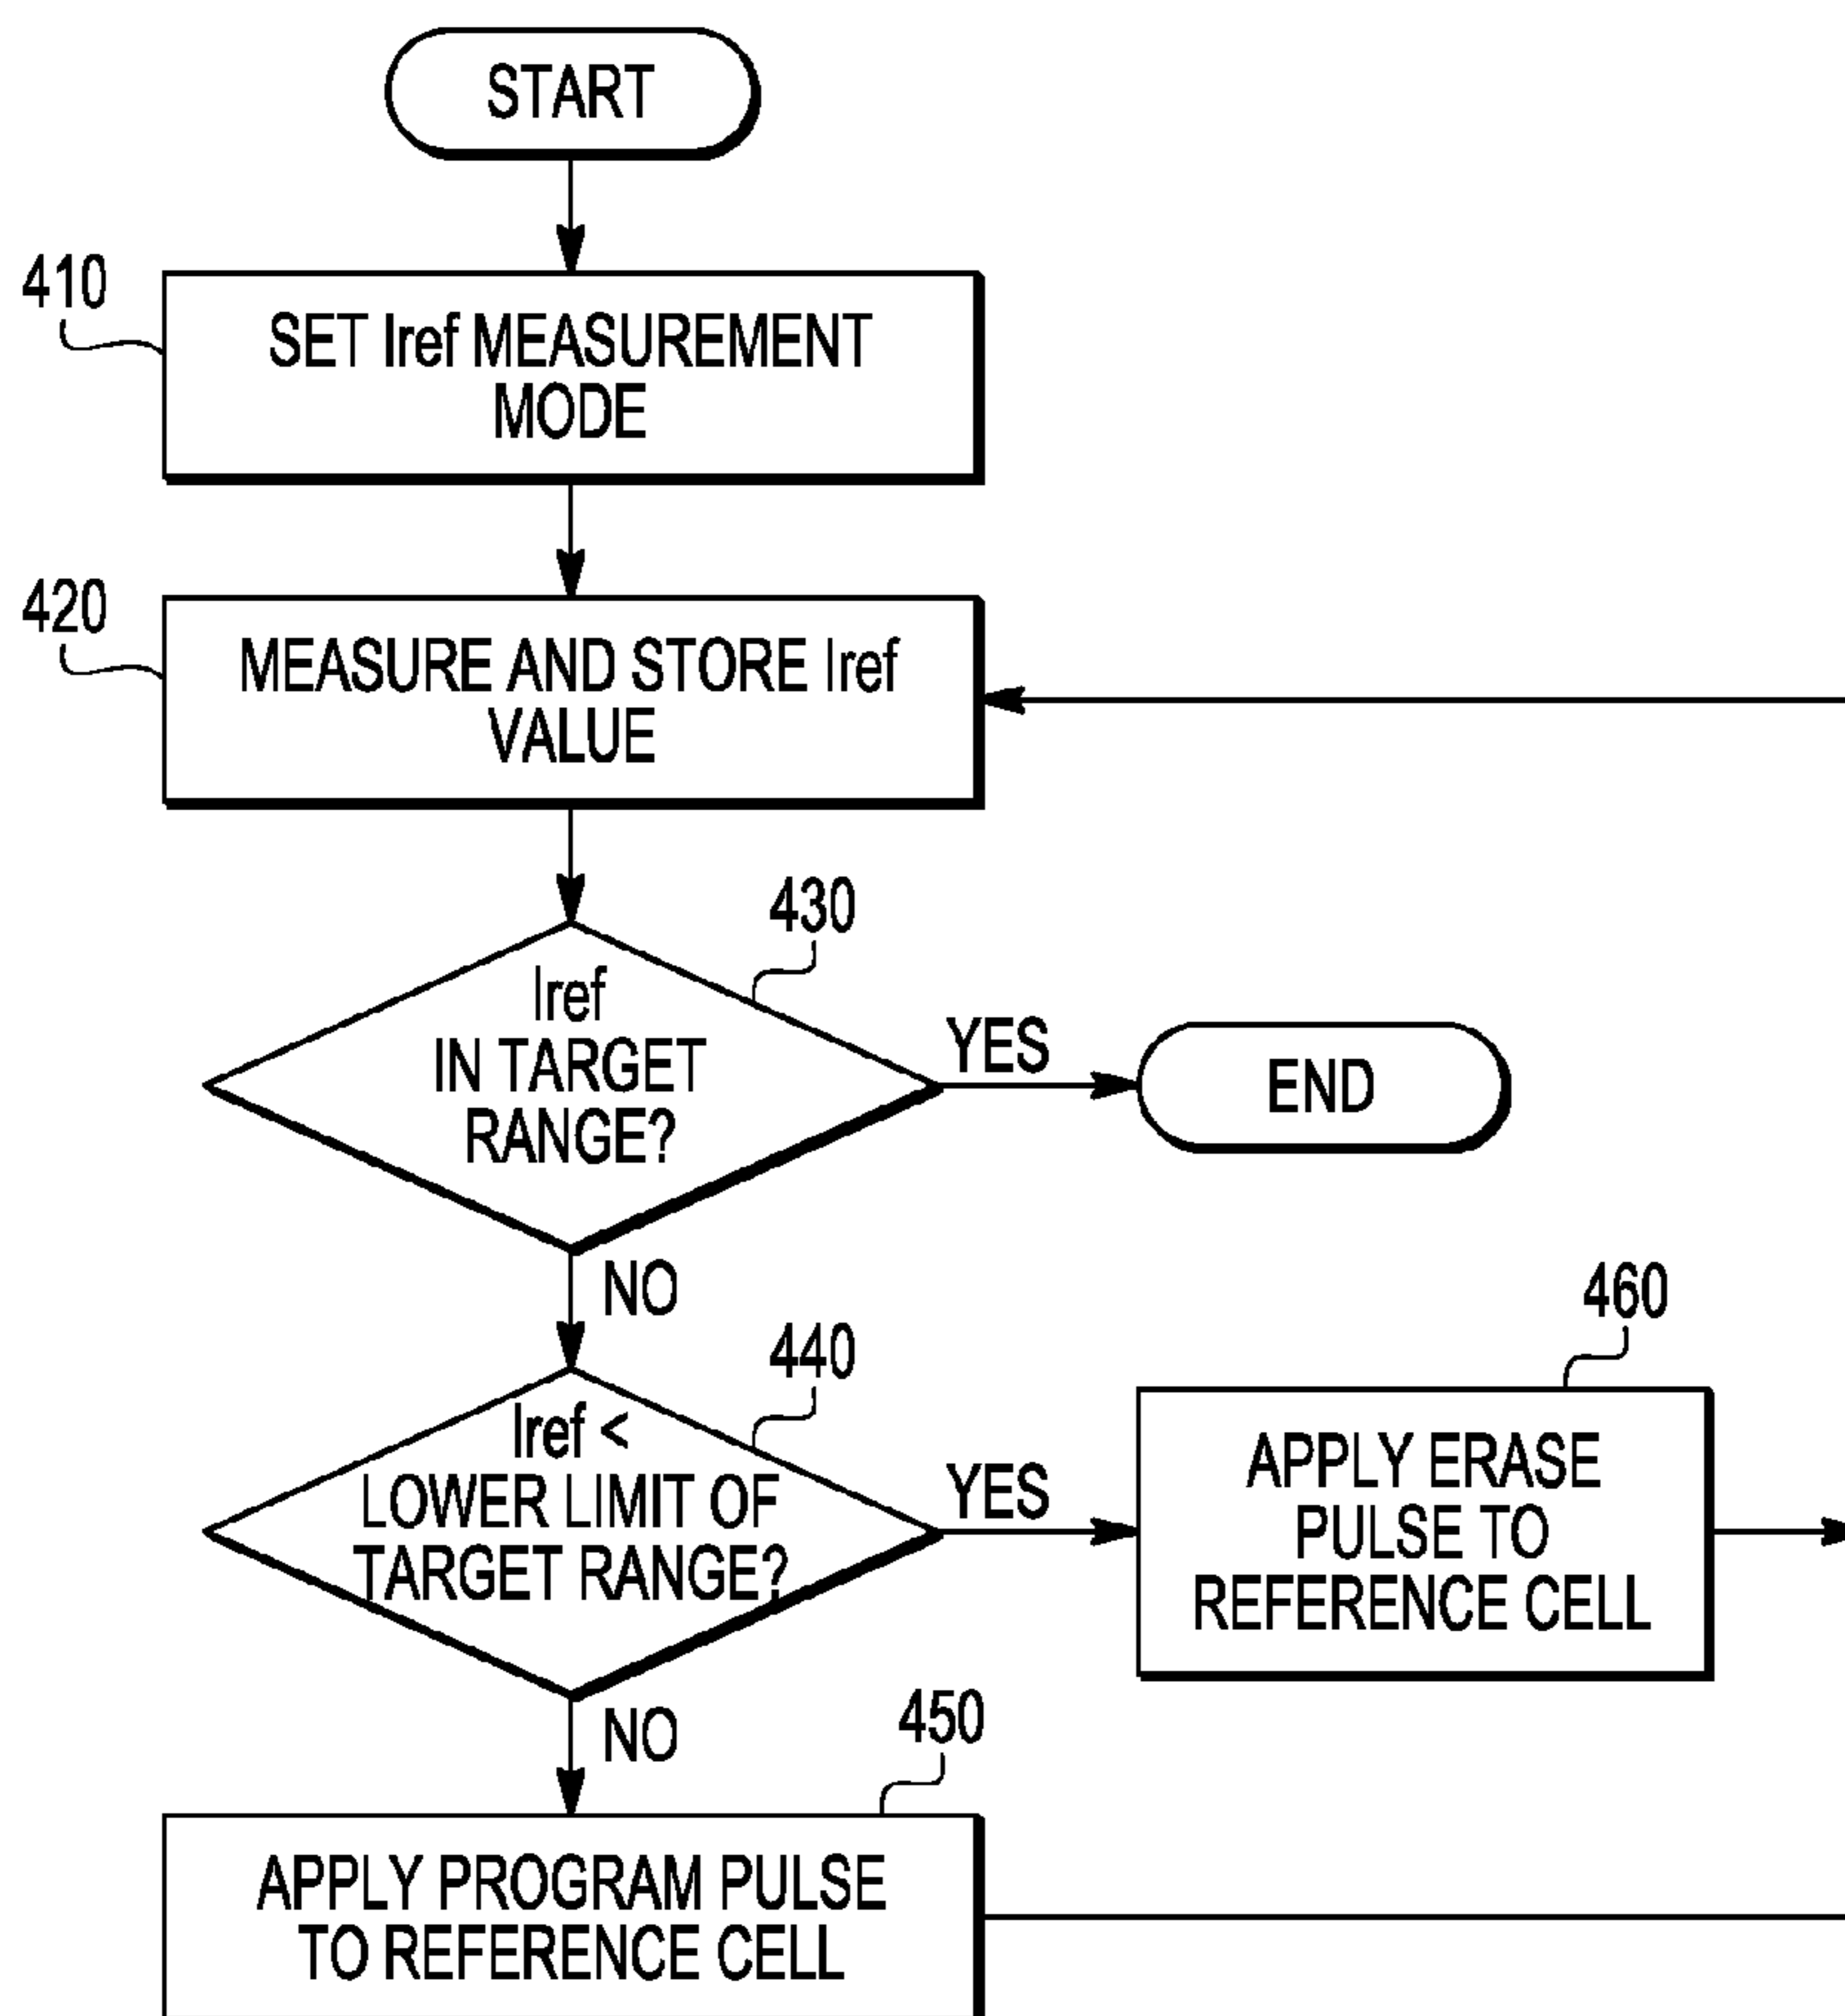 START
410
SET Iref MEASUREMENT
MODE
420
MEASURE AND STORE Iref
VALUE
430
Iref
IN TARGET
RANGE?
YES
END
NO
440
Iref <
LOWER LIMIT OF
TARGET RANGE?
YES
460
APPLY ERASE
PULSE TO
REFERENCE CELL
NO
450
APPLY PROGRAM PULSE
TO REFERENCE CELL